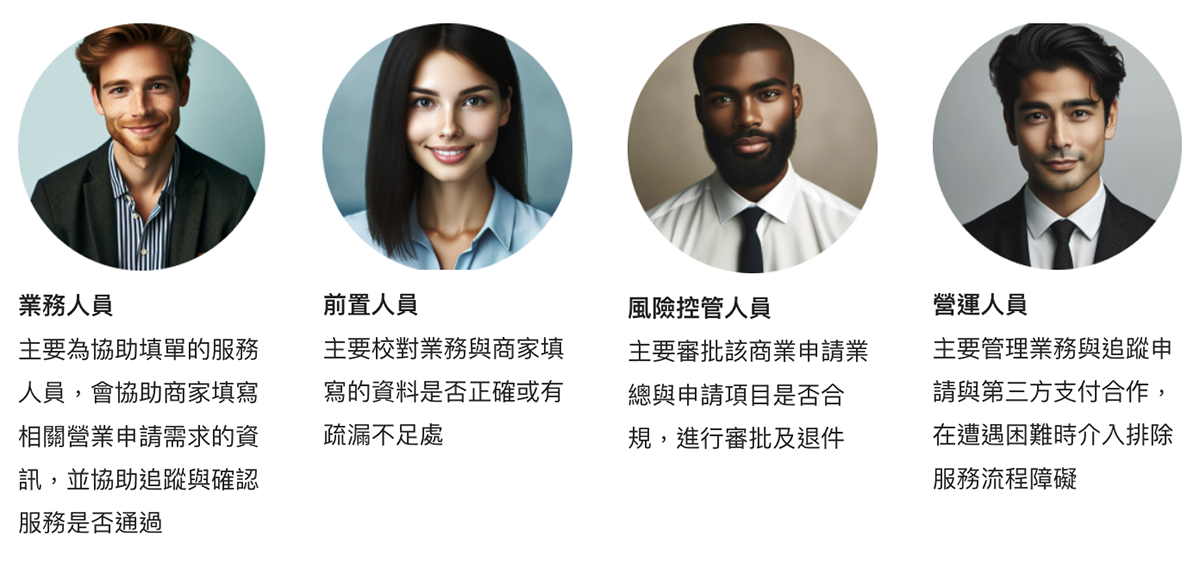 業務人員
主要為協助填單的服務
人員，會協助商家填寫
相關營業申請需求的資
訊，並協助追蹤與確認
服務是否通過
前置人員
主要校對業務與商家填
寫的資料是否正確或有
疏漏不足處
風險控管人員
主要審批該商業申請業
總與申請項目是否合
規，進行審批及退件
營運人員
主要管理業務與追蹤申
請與第三方支付合作，
在遭遇困難時介入排除
服務流程障礙